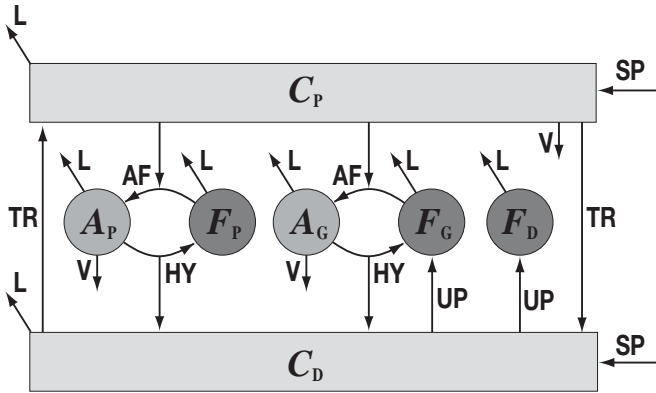 L
C_P
SP
V
L AF L L AF L L
TR A_P F_P A_G F_G F_D TR
V HY V HY UP UP
L
C_D
SP